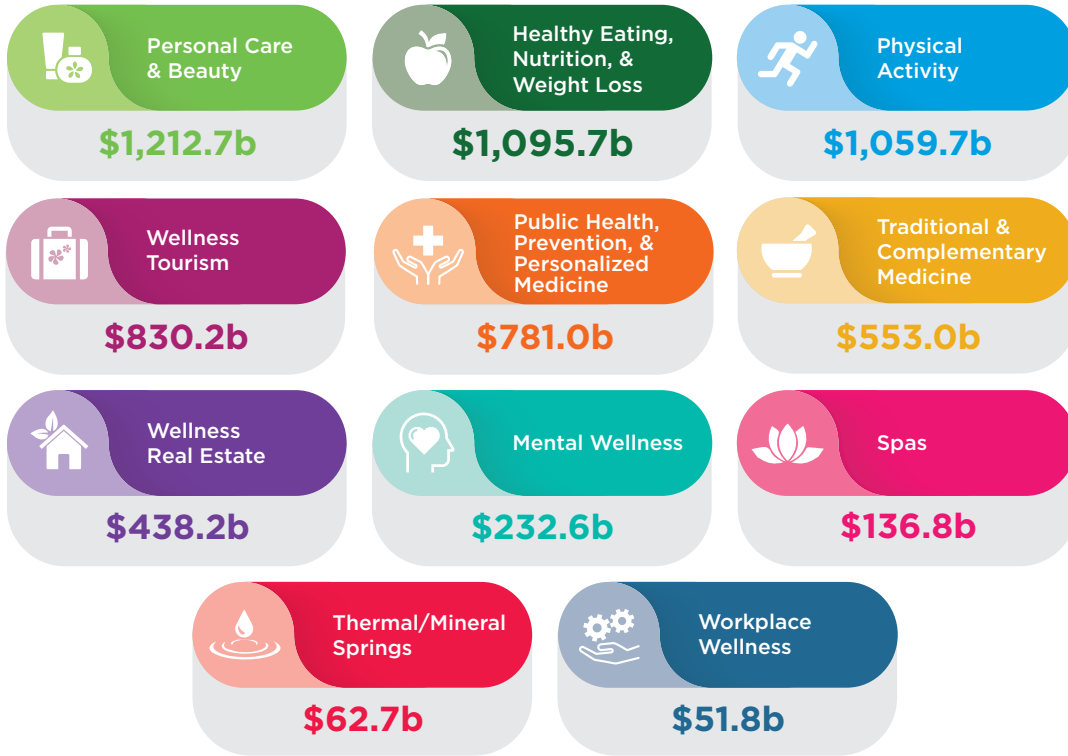 Personal Care
& Beauty
$1,212.7b
Healthy Eating,
Nutrition, &
Weight Loss
$1,095.7b
Physical
Activity
$1,059.7b
Wellness
Tourism
$830.2b
Public Health,
Prevention, &
Personalized
Medicine
$781.0b
Traditional &
Complementary
Medicine
$553.0b
Wellness
Real Estate
$438.2b
Mental Wellness
$232.6b
Spas
$136.8b
Thermal/Mineral
Springs
$62.7b
Workplace
Wellness
$51.8b